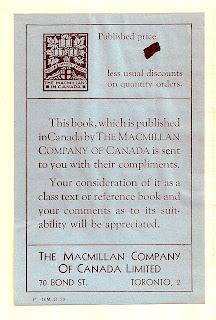 THE MACMILLAN
IN CANADA
Published price
less usual discounts
on quantity orders.
This book, which is published
in Canada by THE MACMILLAN
COMPANY OF CANADA is sent
to you with their compliments.
Your consideration of it as a
class text or reference book and
your comments as to its suit-
ability will be appreciated.
THE MACMILLAN COMPANY
OF CANADA LIMITED
70 BOND ST. TORONTO, 2